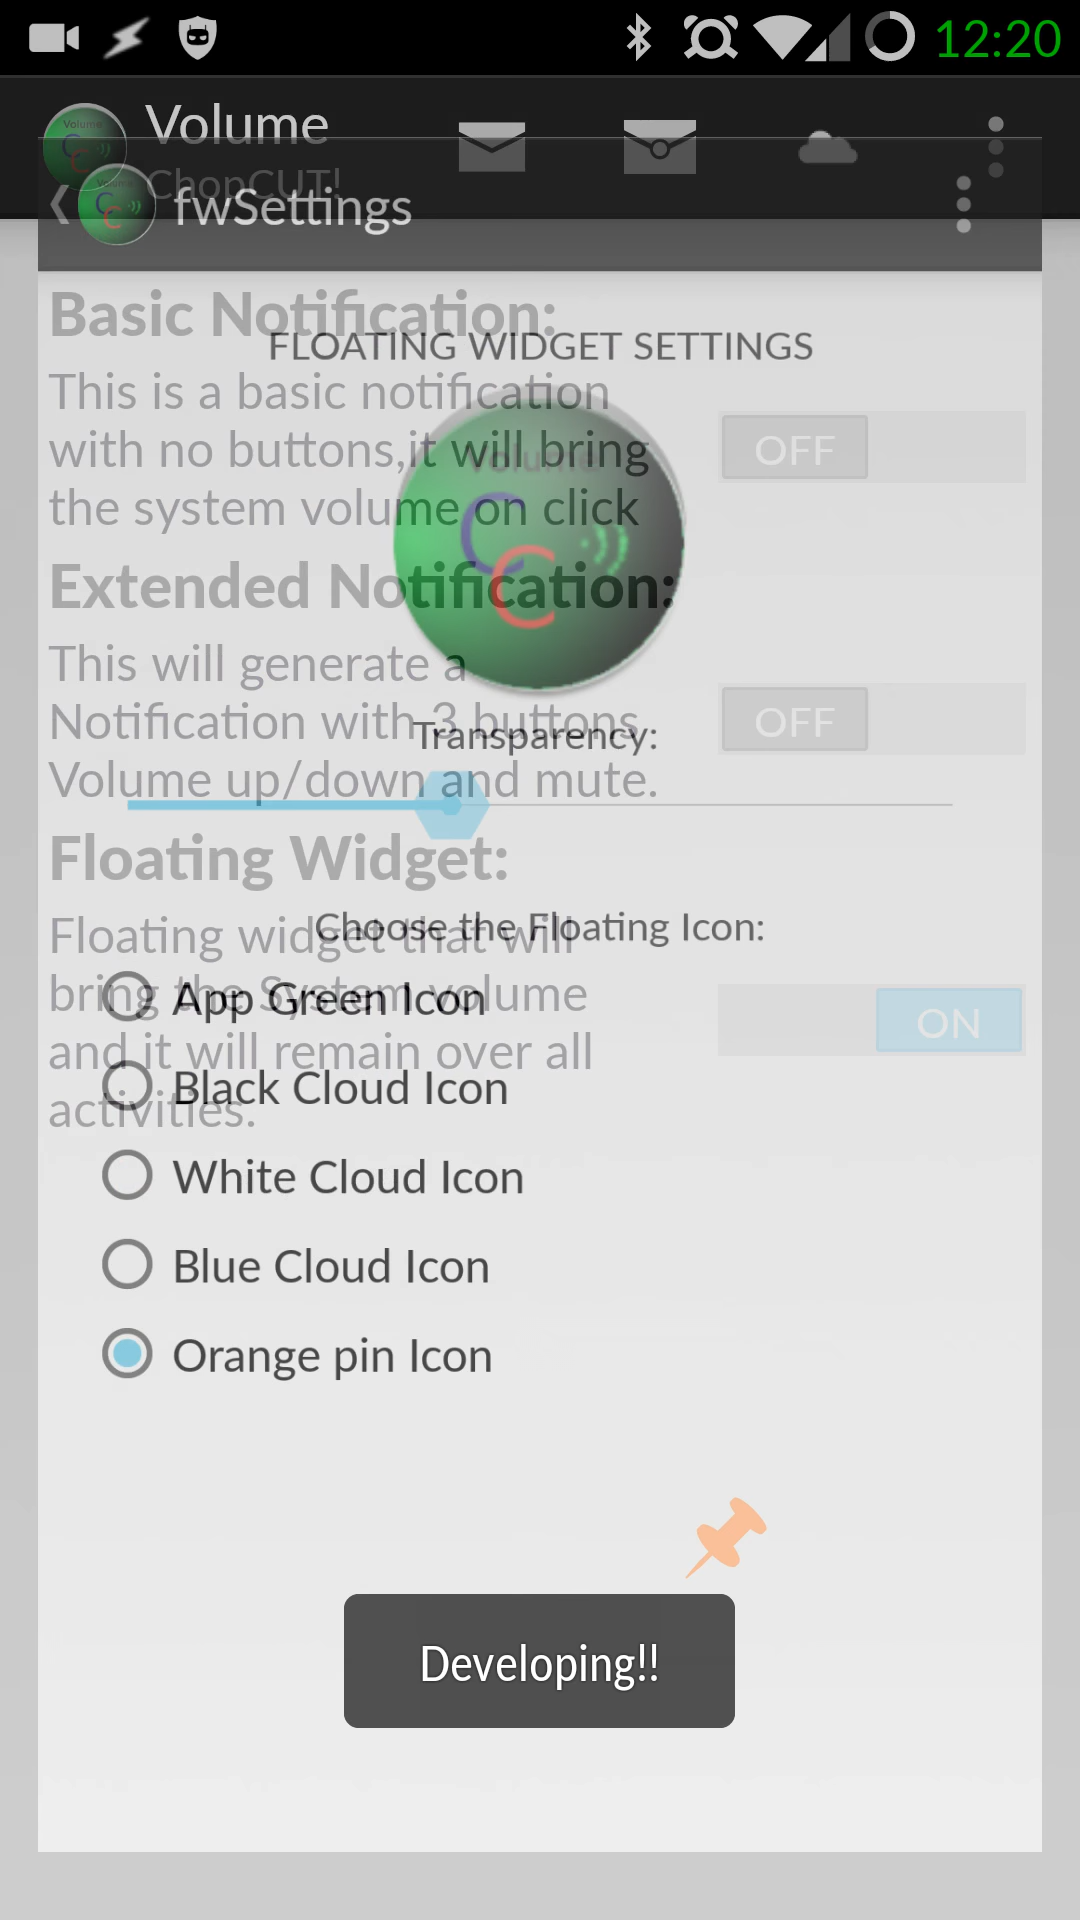 12:20
Volume
ChopCUT!
fwSettings
Basic Notification:
FLOATING WIDGET SETTINGS
This is a basic notification
with no buttons,it will bring
the system volume on click
OFF
Volume
CC
Extended Notification:
This will generate a
Notification with 3 buttons
Volume up/down and mute.
OFF
Transparency:
Floating Widget:
Choose the Floating Icon:
Floating widget that will
bring the System volume
and it will remain over all
activities.
ON
App Green Icon
Black Cloud Icon
White Cloud Icon
Blue Cloud Icon
Orange pin Icon
Developing!!